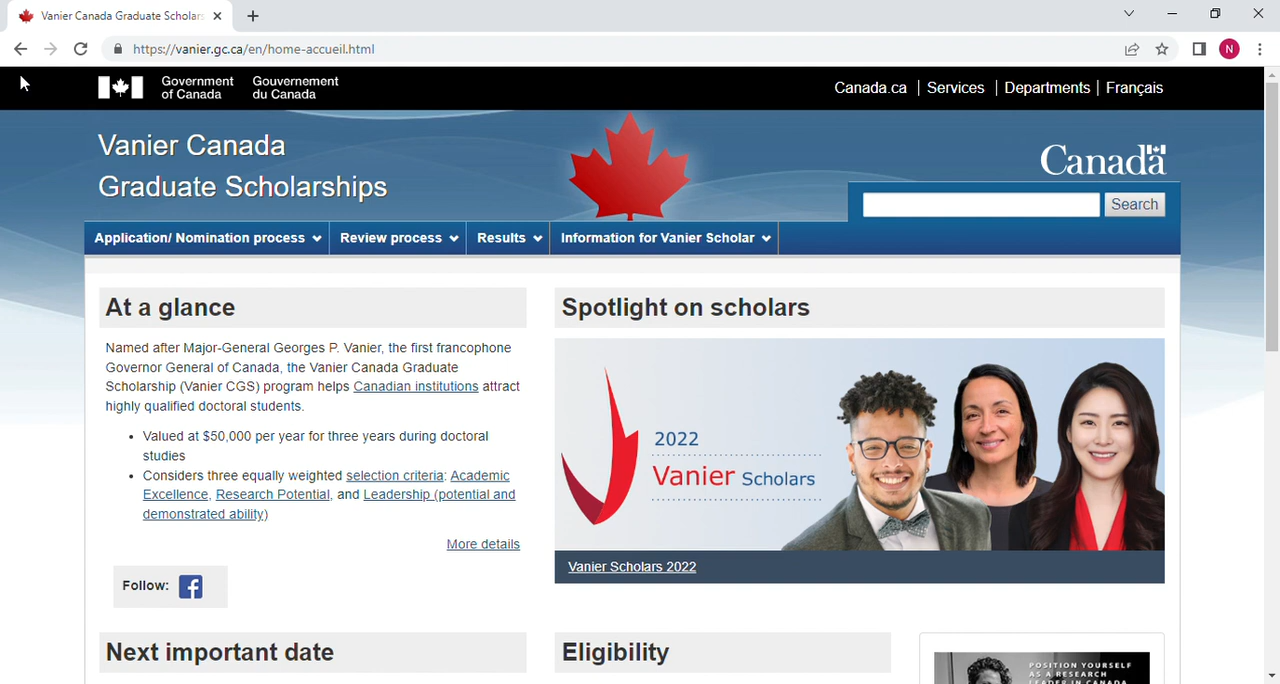 Vanier Canada Graduate Scholars
https://vanier.gc.ca/en/home-accueil.html
N
Government
of Canada
Gouvernement
du Canada
Canada.ca | Services | Departments | Français
Vanier Canada
Graduate Scholarships
Canada
Search
Application/ Nomination process
Review process
Results
Information for Vanier Scholar
At a glance
Named after Major-General Georges P. Vanier, the first francophone
Governor General of Canada, the Vanier Canada Graduate
Scholarship (Vanier CGS) program helps Canadian institutions attract
highly qualified doctoral students.
• Valued at $50,000 per year for three years during doctoral
studies
• Considers three equally weighted selection criteria: Academic
Excellence, Research Potential, and Leadership (potential and
demonstrated ability)
More details
Follow:
Spotlight on scholars
2022
Vanier Scholars
Vanier Scholars 2022
Next important date
Eligibility
POSITION YOURSELF
AS A RESEARCH
LEADER IN CANADA